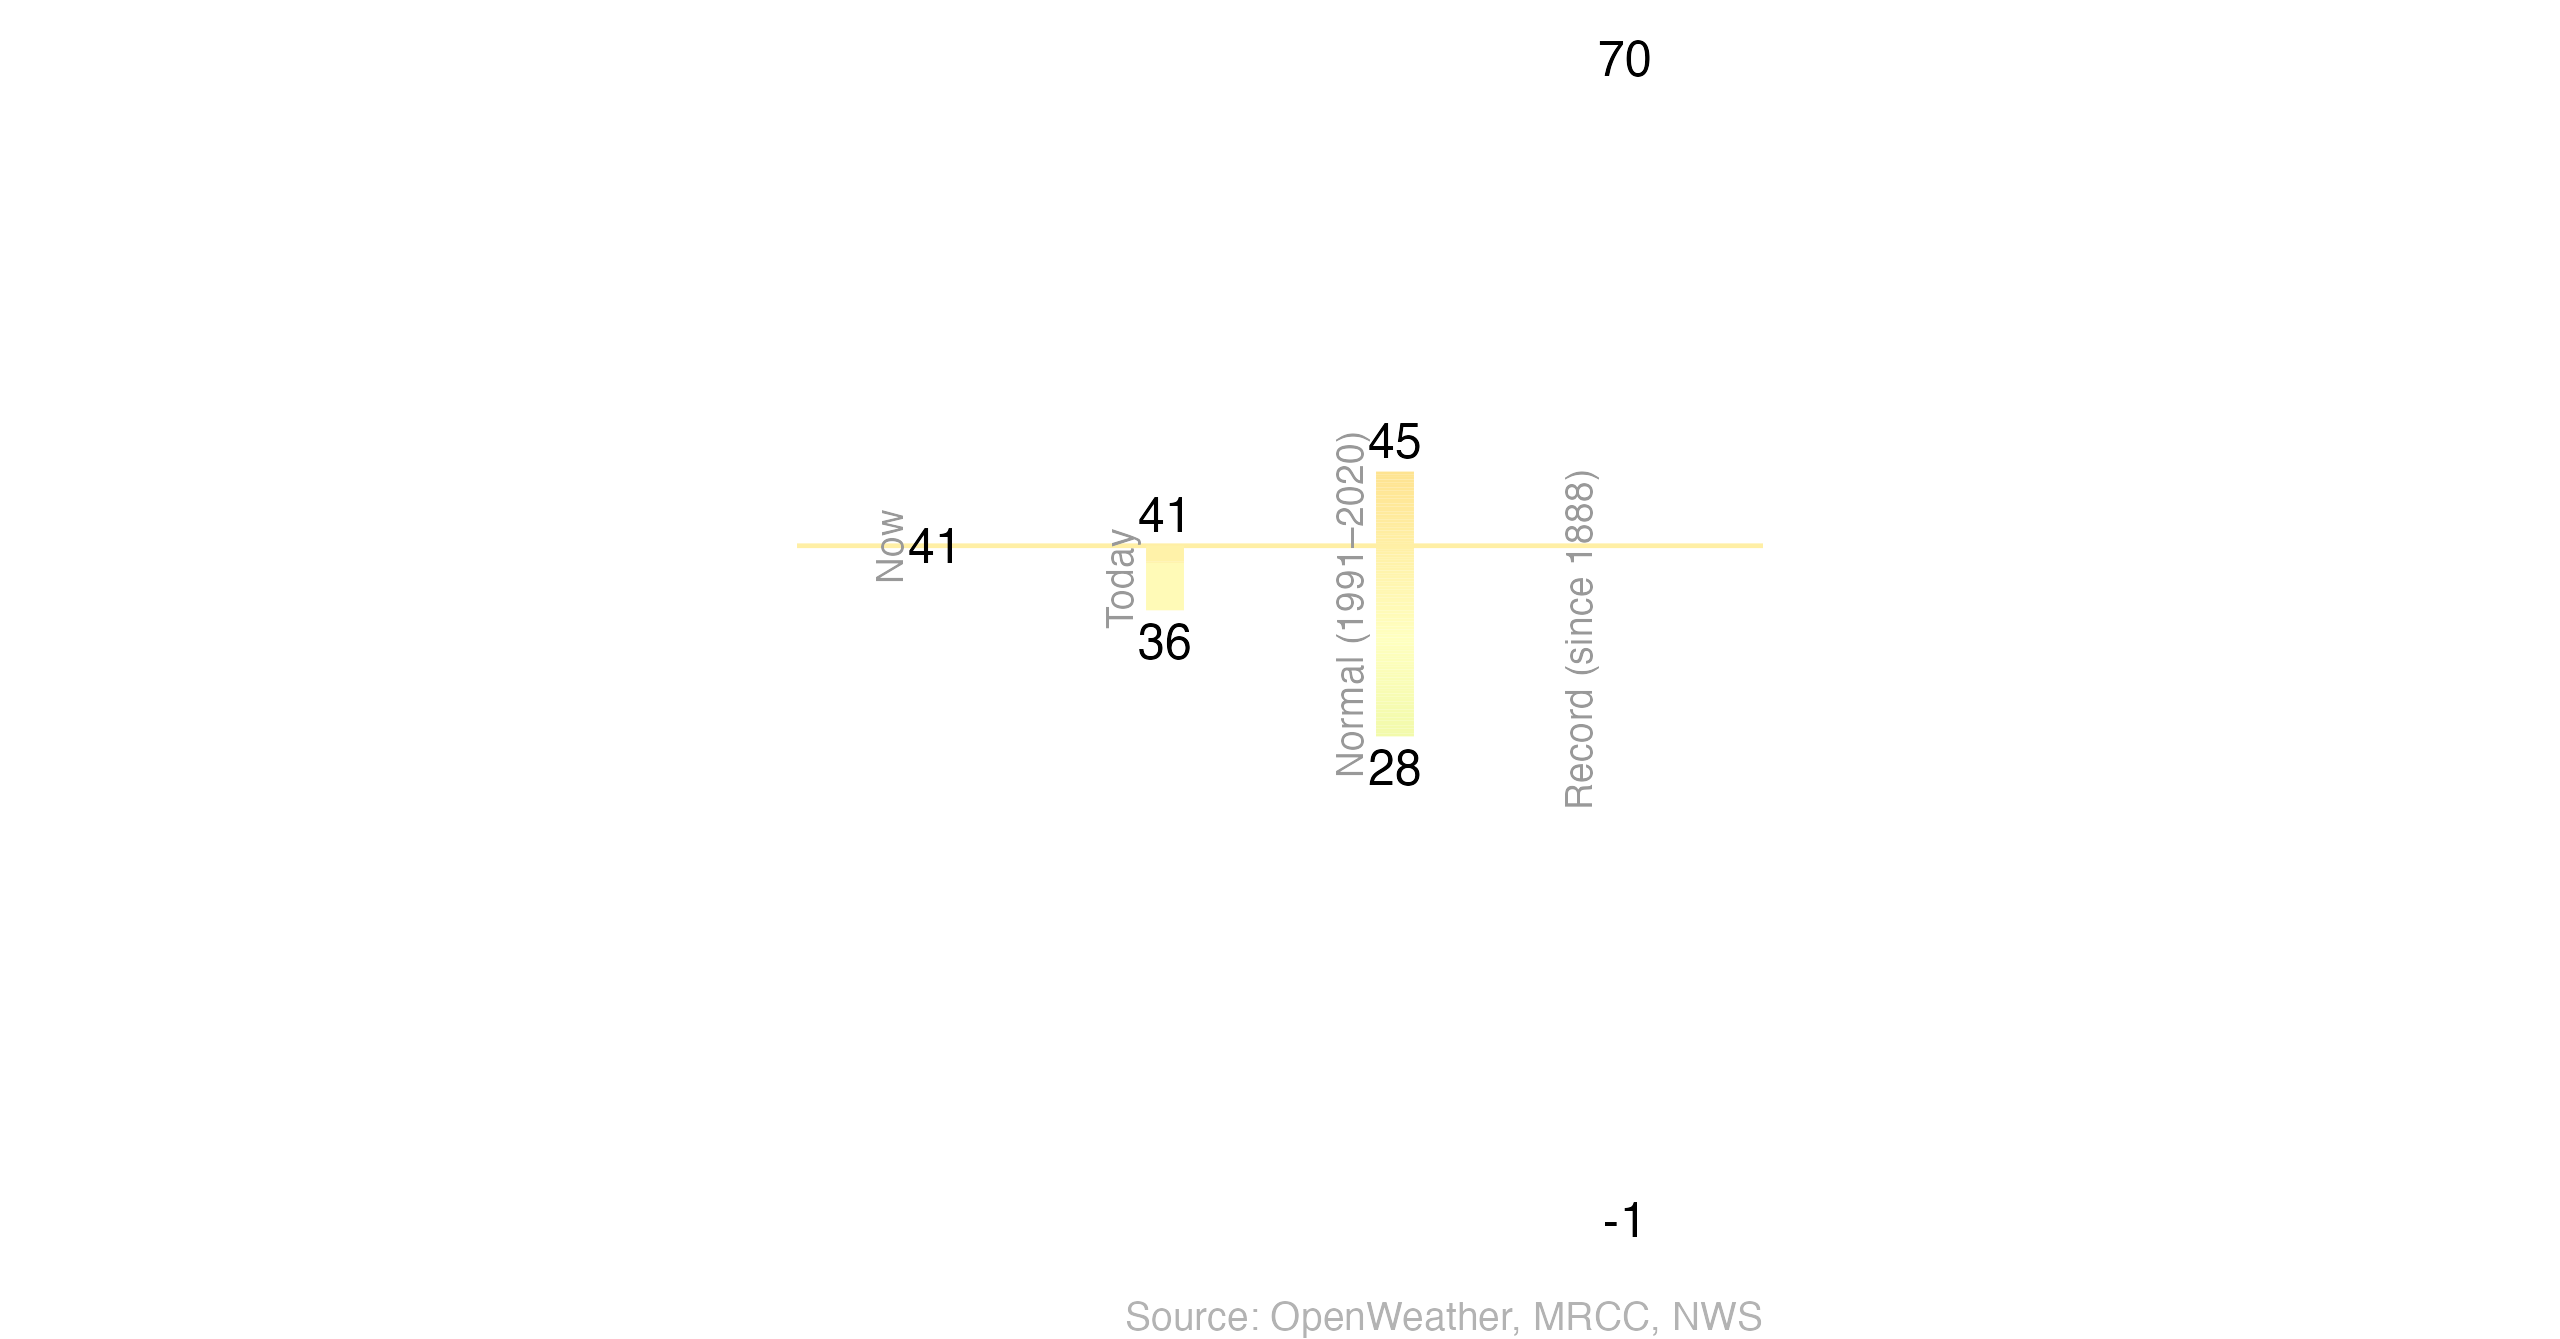 70
45
41
Now
41
Today
36
Normal (1991–2020)
28
Record (since 1888)
-1
Source: OpenWeather, MRCC, NWS